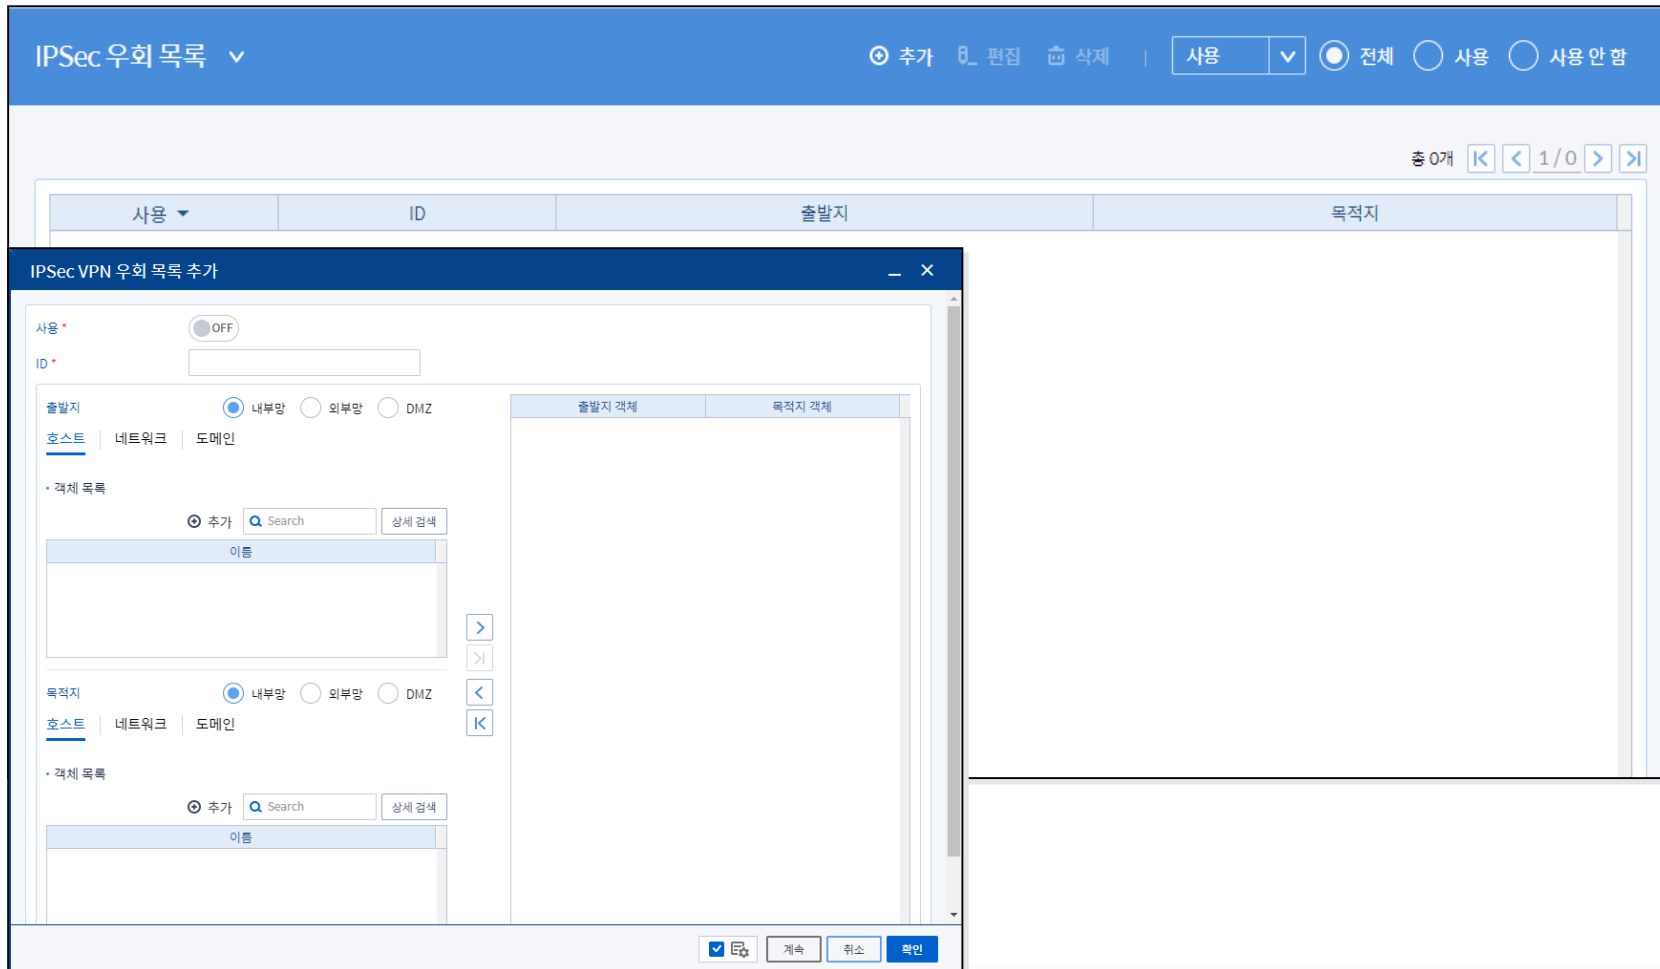 IPSec 우회 목록
추가 편집 삭제 | 사용 전체 사용 사용 안 함
총 0개 1 / 0
사용 ID 출발지 목적지
IPSec VPN 우회 목록 추가
사용 * OFF
ID *
출발지 내부망 외부망 DMZ
호스트 네트워크 도메인
• 객체 목록
추가 Search 상세 검색
이름
출발지 객체 목적지 객체
목적지 내부망 외부망 DMZ
호스트 네트워크 도메인
• 객체 목록
추가 Search 상세 검색
이름
계속 취소 확인